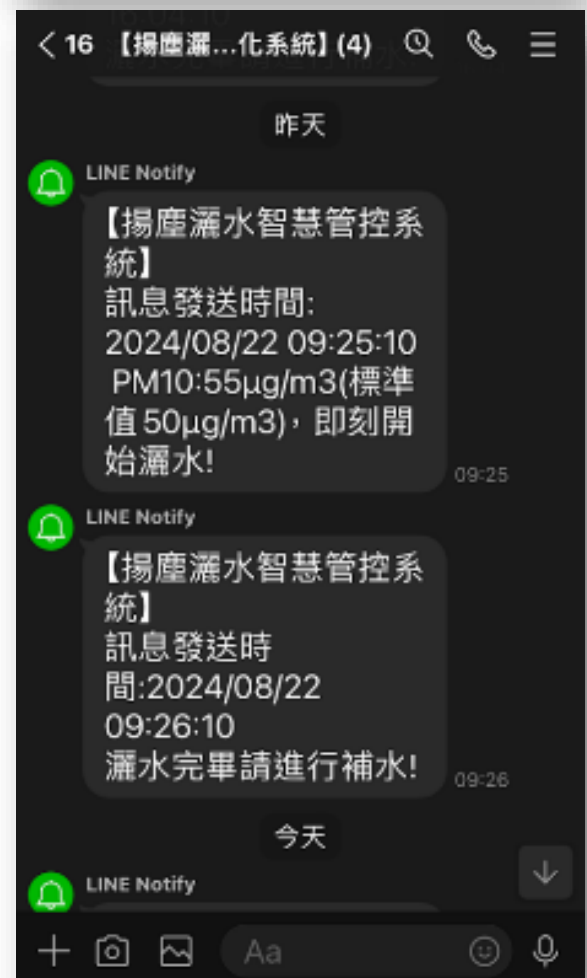 16:04:10
< 16 【揚塵灑...化系統】(4)
昨天
LINE Notify
【揚塵灑水智慧管控系
統】
訊息發送時間:
2024/08/22 09:25:10
PM10:55μg/m3(標準
值50μg/m3)，即刻開
始灑水!
09:25
LINE Notify
【揚塵灑水智慧管控系
統】
訊息發送時
間:2024/08/22
09:26:10
灑水完畢請進行補水!
09:26
今天
LINE Notify
Aa